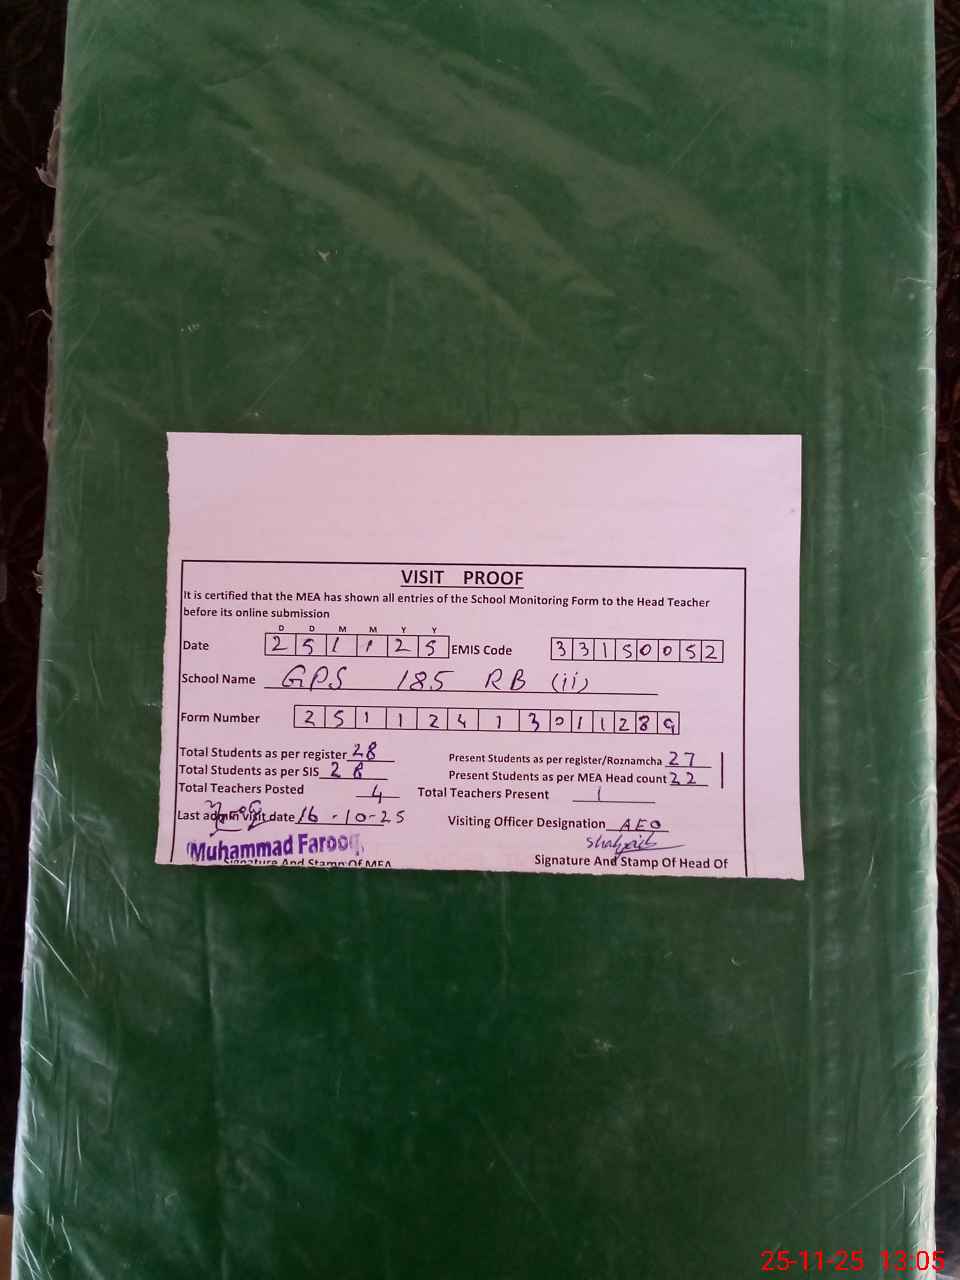 VISIT PROOF
It is certified that the MEA has shown all entries of the School Monitoring Form to the Head Teacher
before its online submission
D D M M Y Y
Date 2 5 1 1 2 5 EMIS Code 3 3 1 5 0 0 5 2
School Name GPS 185 RB (ii)
Form Number 2 5 1 1 2 4 1 3 0 1 1 2 8 9
Total Students as per register 28 Present Students as per register/Roznamcha 27
Total Students as per SIS 28 Present Students as per MEA Head count 22
Total Teachers Posted 4 Total Teachers Present 1
Last admin visit date 16-10-25 Visiting Officer Designation AEO
Muhammad Farooq
Signature And Stamp Of MEA Signature And Stamp Of Head Of
25-11-25 13:05